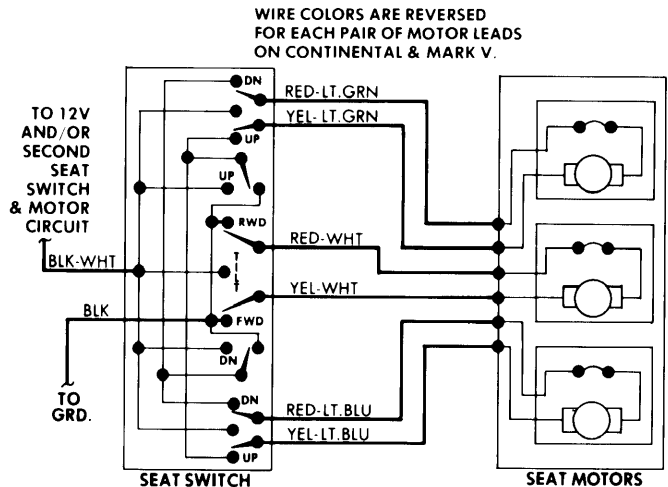 WIRE COLORS ARE REVERSED
FOR EACH PAIR OF MOTOR LEADS
ON CONTINENTAL & MARK V.
DN
RED-LT.GRN
YEL-LT.GRN
UP
TO 12V
AND/OR
SECOND
SEAT
SWITCH
& MOTOR
CIRCUIT
UP
RWD
RED-WHT
BLK-WHT
TILT
YEL-WHT
BLK
FWD
DN
TO
GRD.
DN
RED-LT.BLU
YEL-LT.BLU
UP
SEAT SWITCH
SEAT MOTORS